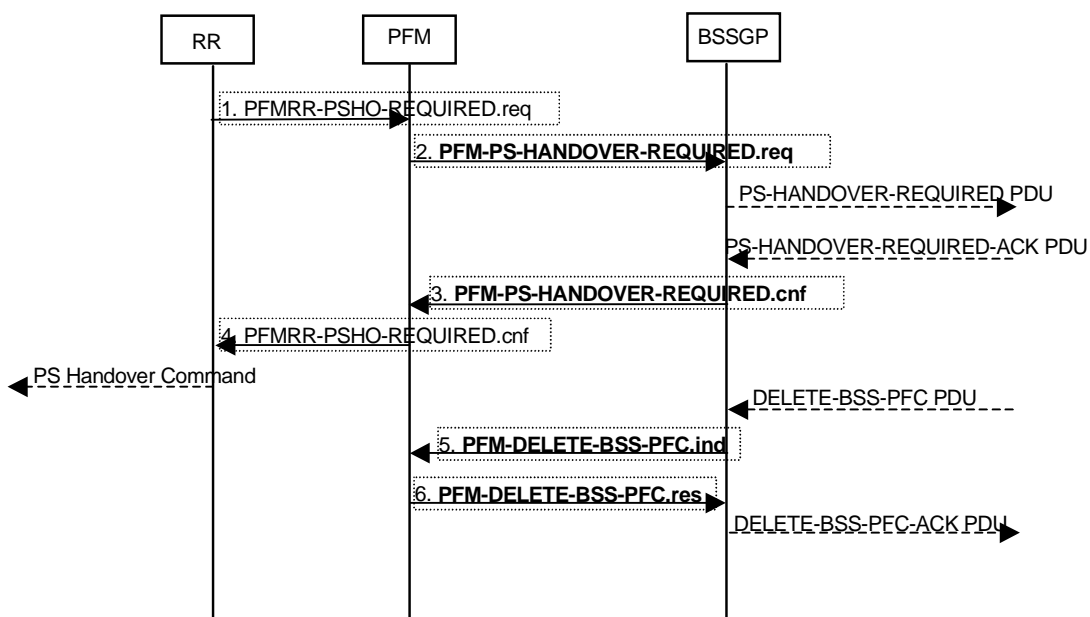 RR
PFM
BSSGP
1. PFMRR-PSHO-REQUIRED.req
2. PFM-PS-HANDOVER-REQUIRED.req
PS-HANDOVER-REQUIRED PDU
PS-HANDOVER-REQUIRED-ACK PDU
3. PFM-PS-HANDOVER-REQUIRED.cnf
4. PFMRR-PSHO-REQUIRED.cnf
PS Handover Command
DELETE-BSS-PFC PDU
5. PFM-DELETE-BSS-PFC.ind
6. PFM-DELETE-BSS-PFC.res
DELETE-BSS-PFC-ACK PDU